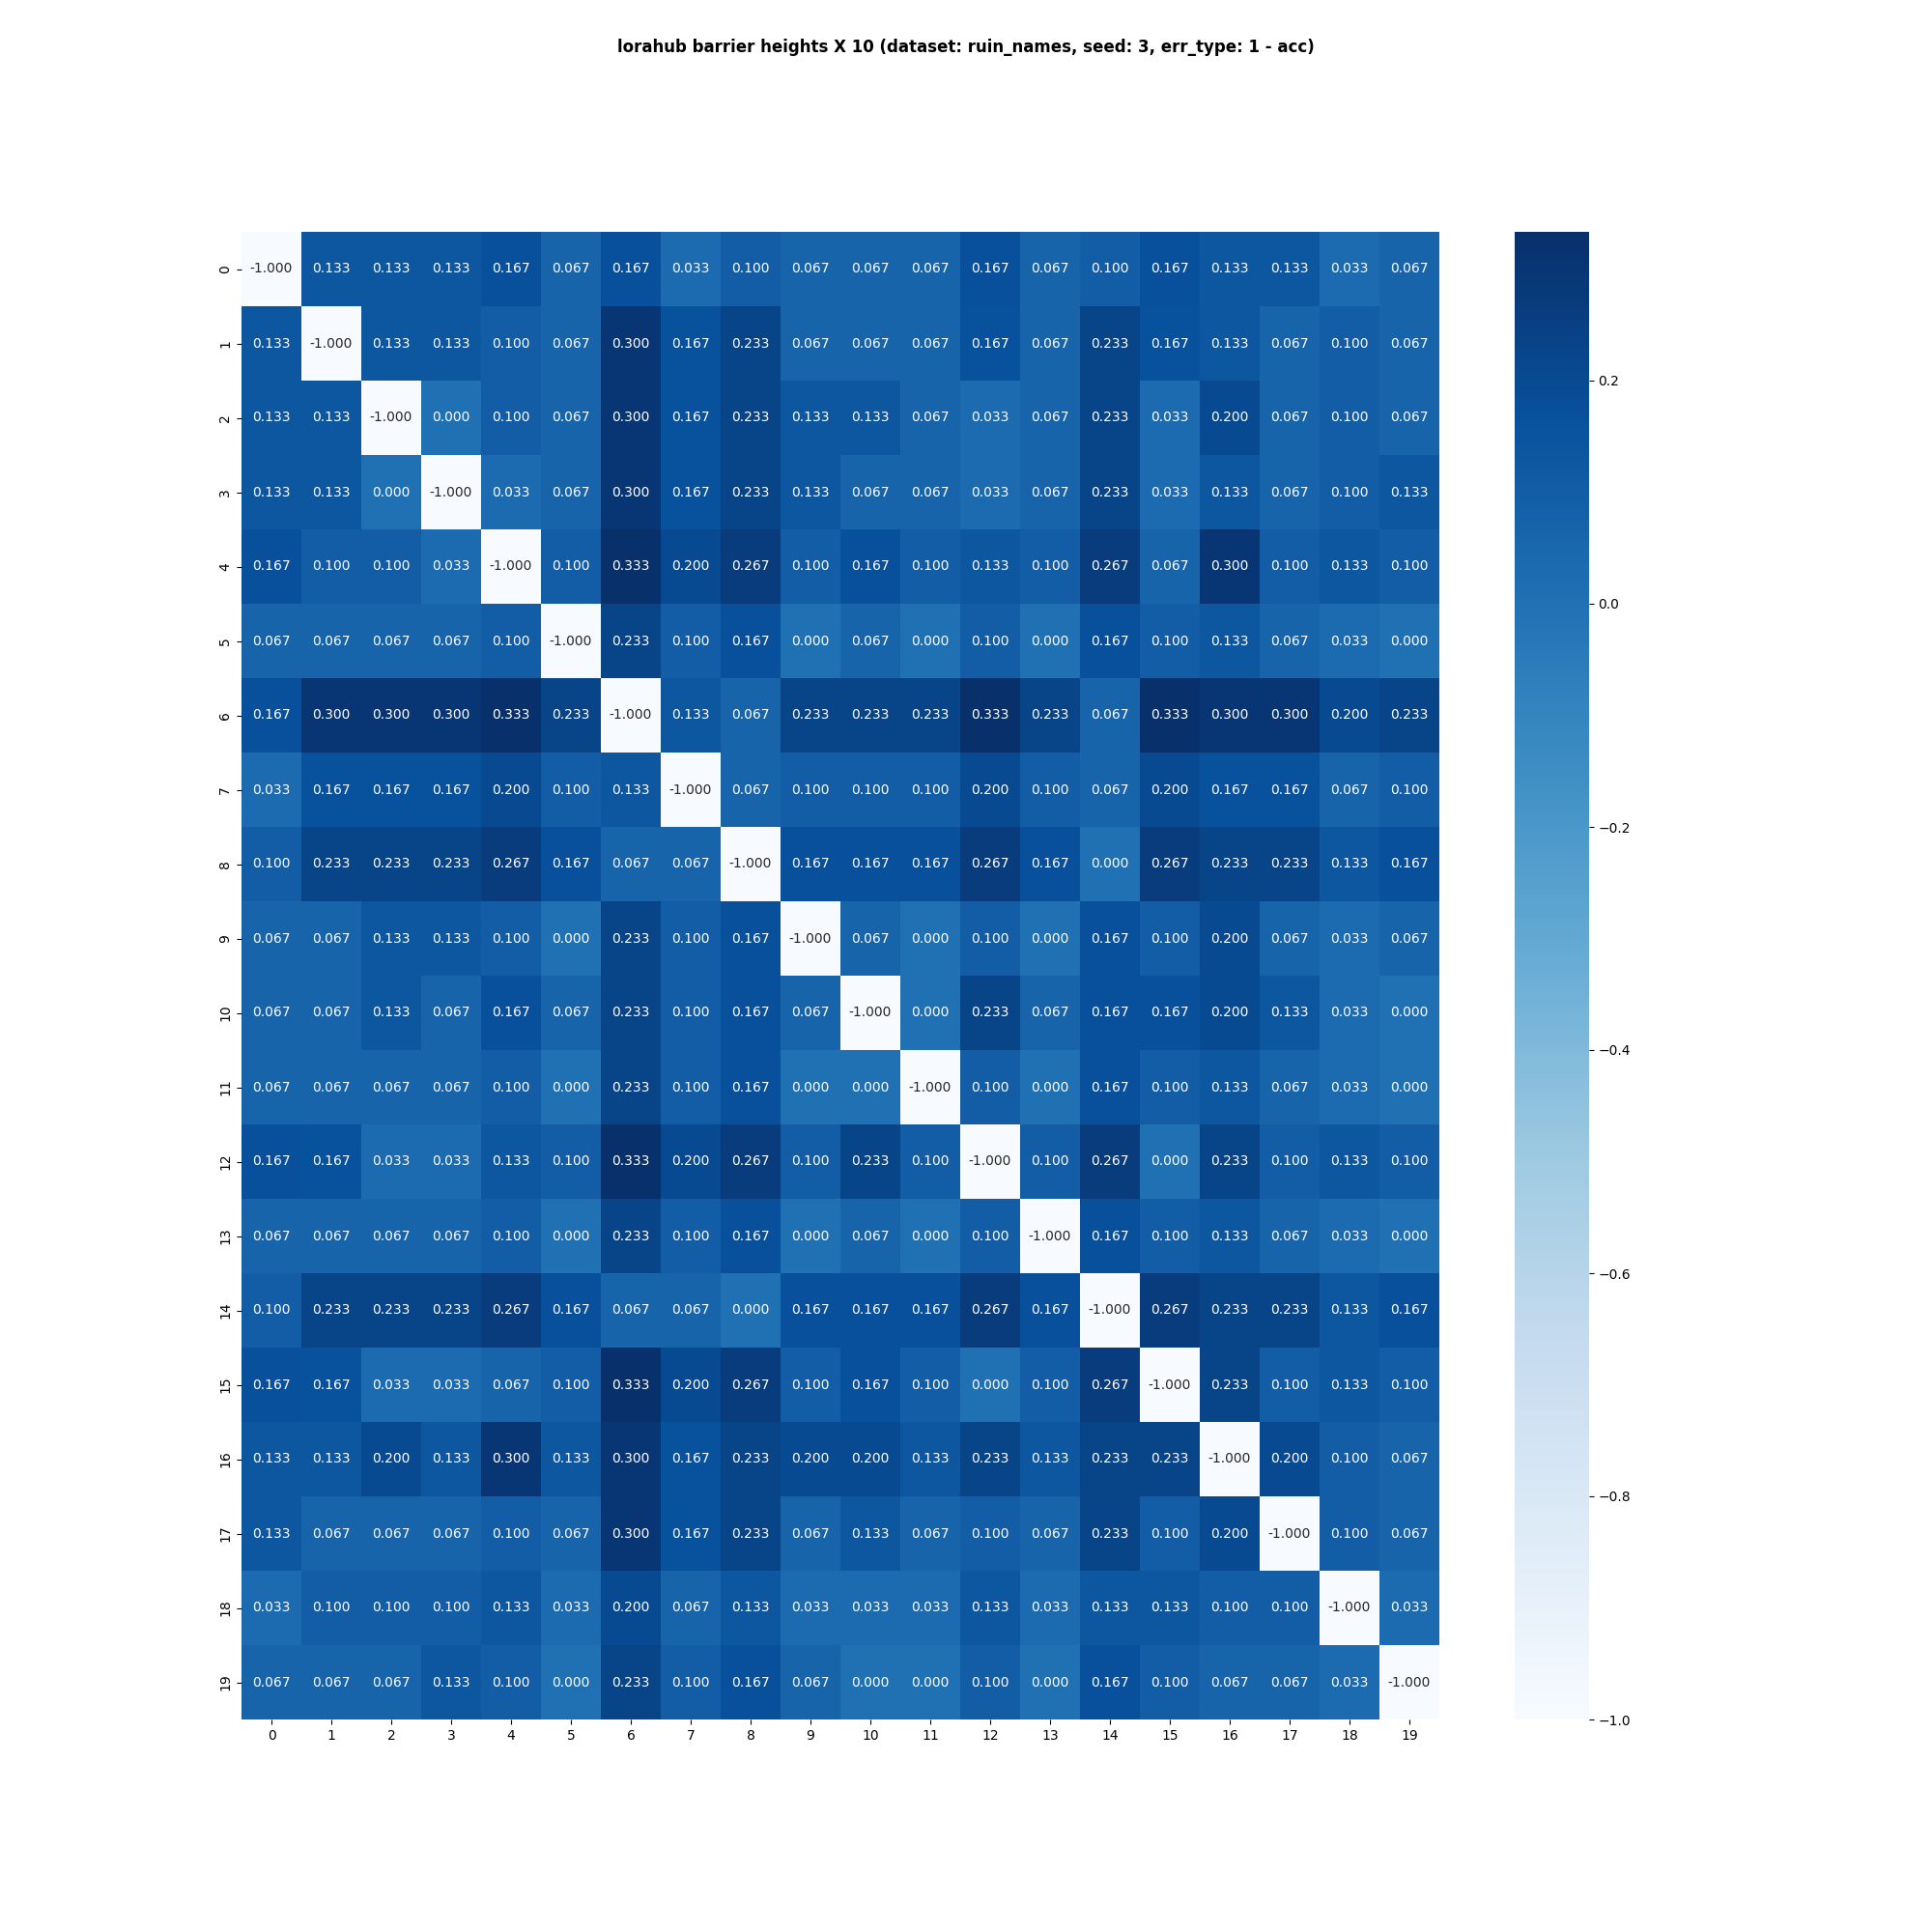 lorahub barrier heights X 10 (dataset: ruin_names, seed: 3, err_type: 1 - acc)
0 -1.000 0.133 0.133 0.133 0.167 0.067 0.167 0.033 0.100 0.067 0.067 0.067 0.167 0.067 0.100 0.167 0.133 0.133 0.033 0.067
1 0.133 -1.000 0.133 0.133 0.100 0.067 0.300 0.167 0.233 0.067 0.067 0.067 0.167 0.067 0.233 0.167 0.133 0.067 0.100 0.067
0.2
2 0.133 0.133 -1.000 0.000 0.100 0.067 0.300 0.167 0.233 0.133 0.133 0.067 0.033 0.067 0.233 0.033 0.200 0.067 0.100 0.067
3 0.133 0.133 0.000 -1.000 0.033 0.067 0.300 0.167 0.233 0.133 0.067 0.067 0.033 0.067 0.233 0.033 0.133 0.067 0.100 0.133
4 0.167 0.100 0.100 0.033 -1.000 0.100 0.333 0.200 0.267 0.100 0.167 0.100 0.133 0.100 0.267 0.067 0.300 0.100 0.133 0.100
0.0
5 0.067 0.067 0.067 0.067 0.100 -1.000 0.233 0.100 0.167 0.000 0.067 0.000 0.100 0.000 0.167 0.100 0.133 0.067 0.033 0.000
6 0.167 0.300 0.300 0.300 0.333 0.233 -1.000 0.133 0.067 0.233 0.233 0.233 0.333 0.233 0.067 0.333 0.300 0.300 0.200 0.233
7 0.033 0.167 0.167 0.167 0.200 0.100 0.133 -1.000 0.067 0.100 0.100 0.100 0.200 0.100 0.067 0.200 0.167 0.167 0.067 0.100
−0.2
8 0.100 0.233 0.233 0.233 0.267 0.167 0.067 0.067 -1.000 0.167 0.167 0.167 0.267 0.167 0.000 0.267 0.233 0.233 0.133 0.167
9 0.067 0.067 0.133 0.133 0.100 0.000 0.233 0.100 0.167 -1.000 0.067 0.000 0.100 0.000 0.167 0.100 0.200 0.067 0.033 0.067
10 0.067 0.067 0.133 0.067 0.167 0.067 0.233 0.100 0.167 0.067 -1.000 0.000 0.233 0.067 0.167 0.167 0.200 0.133 0.033 0.000
−0.4
11 0.067 0.067 0.067 0.067 0.100 0.000 0.233 0.100 0.167 0.000 0.000 -1.000 0.100 0.000 0.167 0.100 0.133 0.067 0.033 0.000
12 0.167 0.167 0.033 0.033 0.133 0.100 0.333 0.200 0.267 0.100 0.233 0.100 -1.000 0.100 0.267 0.000 0.233 0.100 0.133 0.100
13 0.067 0.067 0.067 0.067 0.100 0.000 0.233 0.100 0.167 0.000 0.067 0.000 0.100 -1.000 0.167 0.100 0.133 0.067 0.033 0.000
−0.6
14 0.100 0.233 0.233 0.233 0.267 0.167 0.067 0.067 0.000 0.167 0.167 0.167 0.267 0.167 -1.000 0.267 0.233 0.233 0.133 0.167
15 0.167 0.167 0.033 0.033 0.067 0.100 0.333 0.200 0.267 0.100 0.167 0.100 0.000 0.100 0.267 -1.000 0.233 0.100 0.133 0.100
16 0.133 0.133 0.200 0.133 0.300 0.133 0.300 0.167 0.233 0.200 0.200 0.133 0.233 0.133 0.233 0.233 -1.000 0.200 0.100 0.067
−0.8
17 0.133 0.067 0.067 0.067 0.100 0.067 0.300 0.167 0.233 0.067 0.133 0.067 0.100 0.067 0.233 0.100 0.200 -1.000 0.100 0.067
18 0.033 0.100 0.100 0.100 0.133 0.033 0.200 0.067 0.133 0.033 0.033 0.033 0.133 0.033 0.133 0.133 0.100 0.100 -1.000 0.033
19 0.067 0.067 0.067 0.133 0.100 0.000 0.233 0.100 0.167 0.067 0.000 0.000 0.100 0.000 0.167 0.100 0.067 0.067 0.033 -1.000
−1.0
0 1 2 3 4 5 6 7 8 9 10 11 12 13 14 15 16 17 18 19